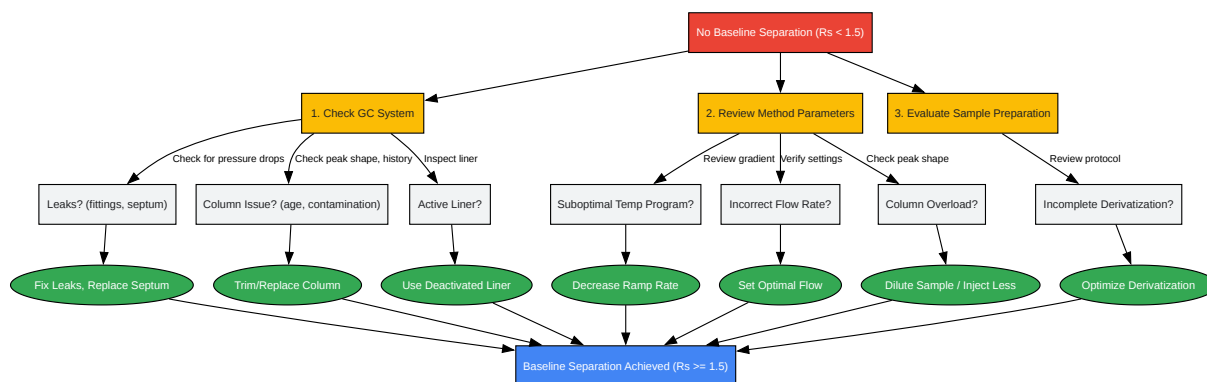 No Baseline Separation (Rs < 1.5)
1. Check GC System
2. Review Method Parameters
3. Evaluate Sample Preparation
Check for pressure drops
Check peak shape, history
Inspect liner
Review gradient
Verify settings
Check peak shape
Review protocol
Leaks? (fittings, septum)
Column Issue? (age, contamination)
Active Liner?
Suboptimal Temp Program?
Incorrect Flow Rate?
Column Overload?
Incomplete Derivatization?
Fix Leaks, Replace Septum
Trim/Replace Column
Use Deactivated Liner
Decrease Ramp Rate
Set Optimal Flow
Dilute Sample / Inject Less
Optimize Derivatization
Baseline Separation Achieved (Rs >= 1.5)